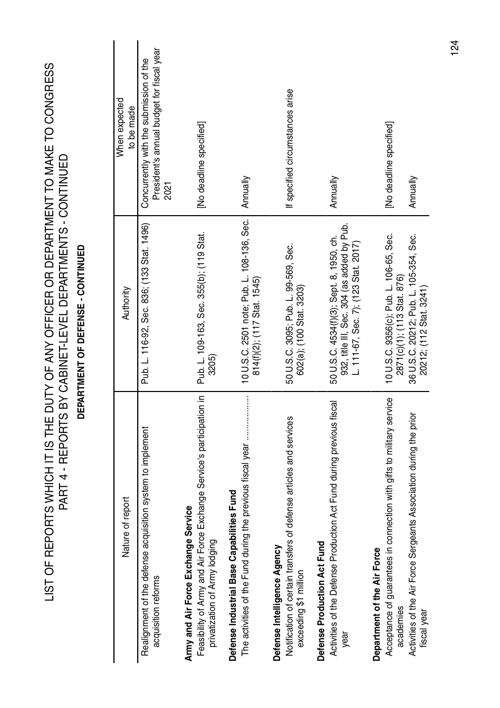 LIST OF REPORTS WHICH IT IS THE DUTY OF ANY OFFICER OR DEPARTMENT TO MAKE TO CONGRESS
PART 4 - REPORTS BY CABINET-LEVEL DEPARTMENTS - CONTINUED
DEPARTMENT OF DEFENSE - CONTINUED
Nature of report
Authority
When expected
to be made
Realignment of the defense acquisition system to implement
acquisition reforms
Pub. L. 116-92, Sec. 836; (133 Stat. 1496)
Concurrently with the submission of the
President's annual budget for fiscal year
2021
Army and Air Force Exchange Service
Feasibility of Army and Air Force Exchange Service's participation in
privatization of Army lodging
Pub. L. 109-163, Sec. 355(b); (119 Stat.
3205)
[No deadline specified]
Defense Industrial Base Capabilities Fund
The activities of the Fund during the previous fiscal year ..................
10 U.S.C. 2501 note; Pub. L. 108-136, Sec.
814(f)(2); (117 Stat. 1545)
Annually
Defense Intelligence Agency
Notification of certain transfers of defense articles and services
exceeding $1 million
50 U.S.C. 3095; Pub. L. 99-569, Sec.
602(a); (100 Stat. 3203)
If specified circumstances arise
Defense Production Act Fund
Activities of the Defense Production Act Fund during previous fiscal
year
50 U.S.C. 4534(f)(3); Sept. 8, 1950, ch.
932, title III, Sec. 304 (as added by Pub.
L. 111-67, Sec. 7); (123 Stat. 2017)
Annually
Department of the Air Force
Acceptance of guarantees in connection with gifts to military service
academies
10 U.S.C. 9356(c); Pub. L. 106-65, Sec.
2871(c)(1); (113 Stat. 876)
[No deadline specified]
Activities of the Air Force Sergeants Association during the prior
fiscal year
36 U.S.C. 20212; Pub. L. 105-354, Sec.
20212; (112 Stat. 3241)
Annually
124